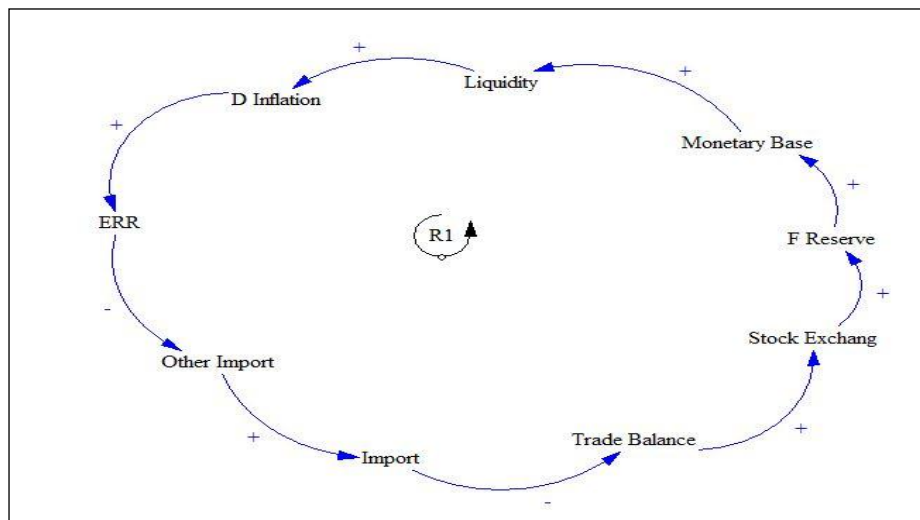 +
Liquidity
+
D Inflation
+
Monetary Base
+
ERR
R1
F Reserve
+
-
Other Import
Stock Exchang
+
+
Import
Trade Balance
+
-